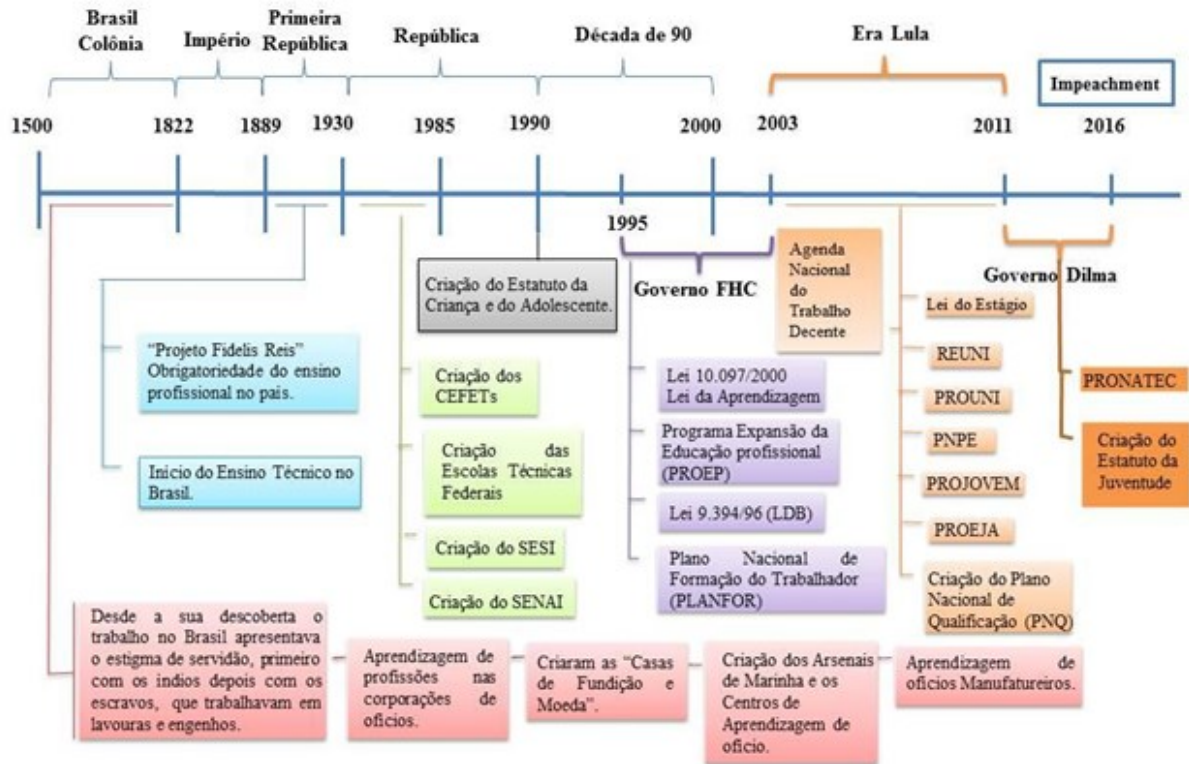 Brasil
Colônia
Império
Primeira
República
República
Década de 90
Era Lula
Impeachment
1500
1822
1889
1930
1985
1990
2000
2003
2011
2016
1995
Governo FHC
Governo Dilma
Criação do Estatuto da
Criança e do Adolescente.
Agenda
Nacional
do
Trabalho
Decente
"Projeto Fidelis Reis"
Obrigatoriedade do ensino
profissional no país.
Inicio do Ensino Técnico no
Brasil.
Criação dos
CEFETs
Criação das
Escolas Técnicas
Federais
Criação do SESI
Criação do SENAI
Lei 10.097/2000
Lei da Aprendizagem
Programa Expansão da
Educação profissional
(PROEP)
Lei 9.394/96 (LDB)
Plano Nacional de
Formação do Trabalhador
(PLANFOR)
Lei do Estágio
REUNI
PROUNI
PNPE
PROJOVEM
PROEJA
Criação do Plano
Nacional de
Qualificação (PNQ)
PRONATEC
Criação do
Estatuto da
Juventude
Desde a sua descoberta o
trabalho no Brasil apresentava
o estigma de servidão, primeiro
com os indios depois com os
escravos, que trabalhavam em
lavouras e engenhos.
Aprendizagem de
profissões nas
corporações de
oficios.
Criaram as "Casas
de Fundição e
Moeda".
Criação dos Arsenais
de Marinha e os
Centros de
Aprendizagem de
oficio.
Aprendizagem de
ofícios Manufatureiros.